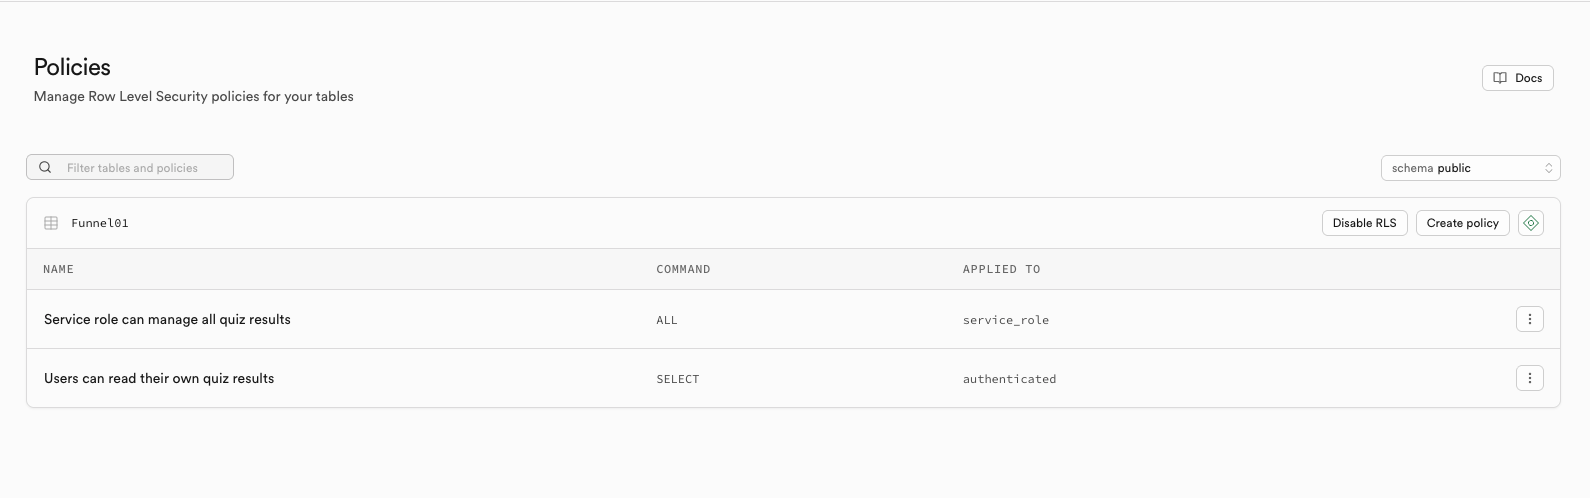 Policies
Manage Row Level Security policies for your tables
Docs
Filter tables and policies
schema public
Funnel01
Disable RLS
Create policy
NAME COMMAND APPLIED TO
Service role can manage all quiz results ALL service_role
Users can read their own quiz results SELECT authenticated